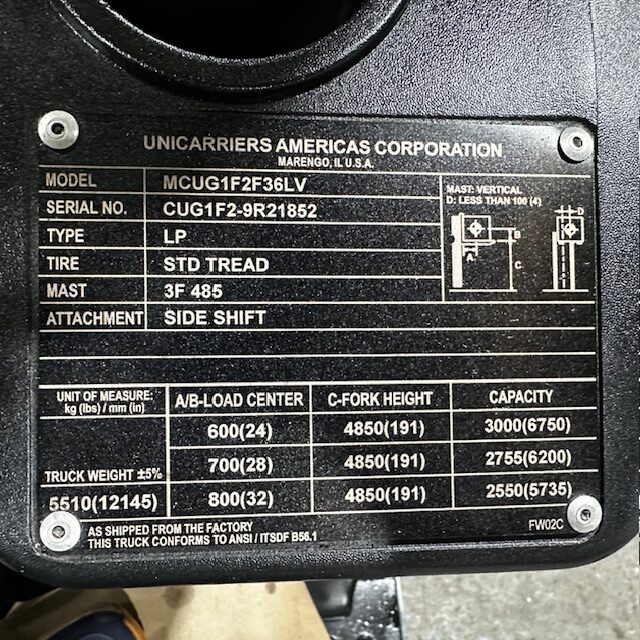 UNICARRIERS AMERICAS CORPORATION
MARENGO, IL U.S.A.
MODEL MCUG1F2F36LV
SERIAL NO. CUG1F2-9R21852
TYPE LP
TIRE STD TREAD
MAST 3F 485
ATTACHMENT SIDE SHIFT
MAST: VERTICAL
D: LESS THAN 100 (4)
D
B
A
C
UNIT OF MEASURE: A/B-LOAD CENTER C-FORK HEIGHT CAPACITY
kg (lbs) / mm (in)
600(24) 4850(191) 3000(6750)
TRUCK WEIGHT ±5% 700(28) 4850(191) 2755(6200)
5510(12145) 800(32) 4850(191) 2550(5735)
AS SHIPPED FROM THE FACTORY
THIS TRUCK CONFORMS TO ANSI / ITSDF B56.1
FW02C